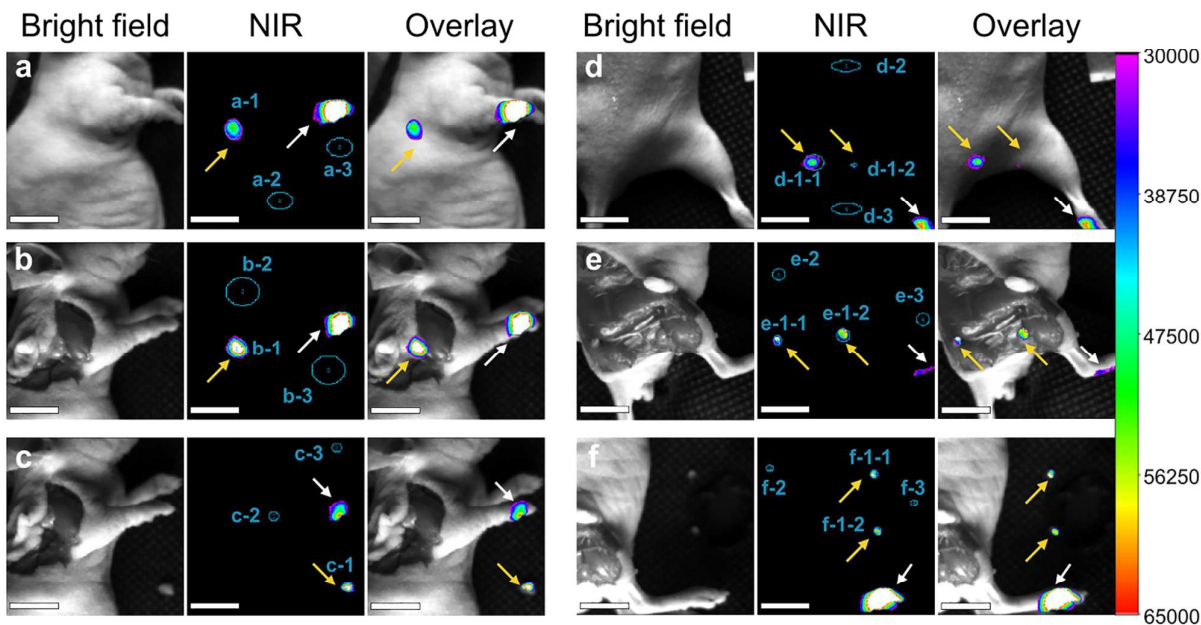 Bright field NIR Overlay Bright field NIR Overlay
a a-1 a-2 a-3
b b-1 b-2 b-3
c c-1 c-2 c-3
d d-2 d-1-1 d-1-2 d-3
e e-2 e-3 e-1-1 e-1-2
f f-1-1 f-2 f-3 f-1-2
30000
38750
47500
56250
65000